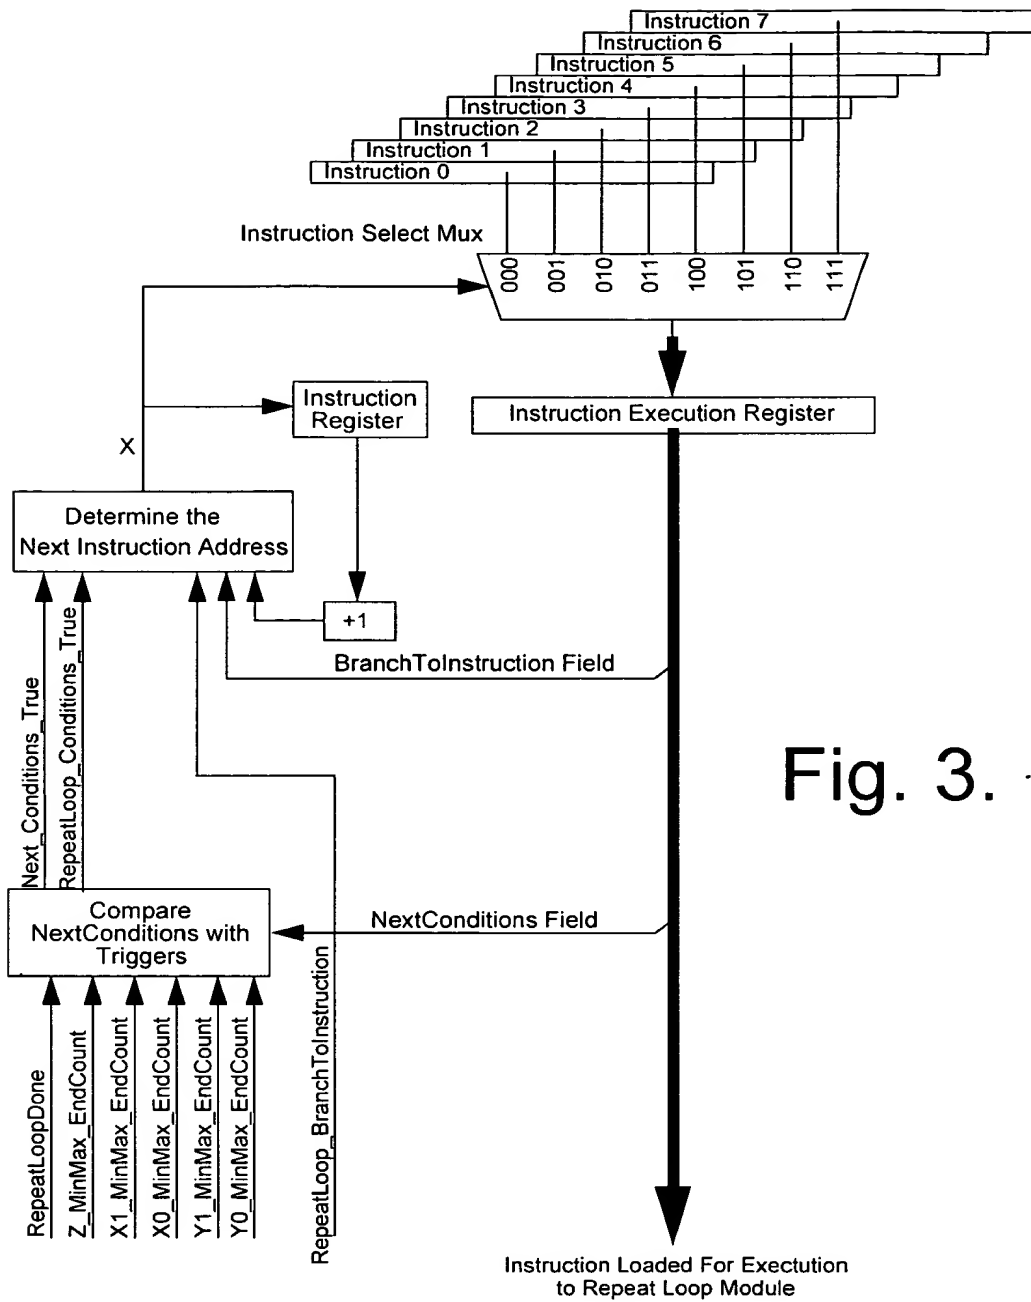 Instruction 7
Instruction 6
Instruction 5
Instruction 4
Instruction 3
Instruction 2
Instruction 1
Instruction 0
Instruction Select Mux
000
001
010
011
100
101
110
111
Instruction
Register
Instruction Execution Register
X
Determine the
Next Instruction Address
+1
BranchToInstruction Field
Next_Conditions_True
RepeatLoop_Conditions_True
Fig. 3.
Compare
NextConditions with
Triggers
NextConditions Field
RepeatLoopDone
Z_MinMax_EndCount
X1_MinMax_EndCount
X0_MinMax_EndCount
Y1_MinMax_EndCount
Y0_MinMax_EndCount
RepeatLoop_BranchToInstruction
Instruction Loaded For Exectution
to Repeat Loop Module